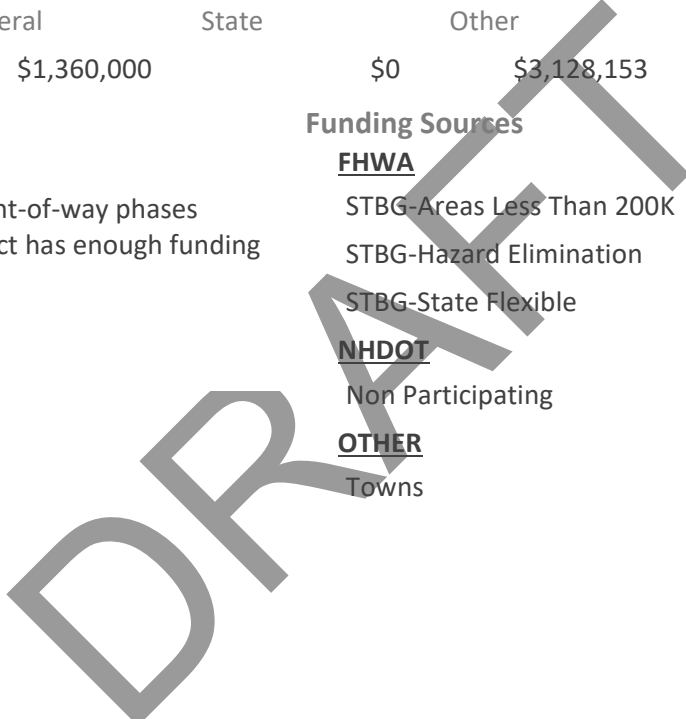 eral State Other
$1,360,000 $0 $3,128,153
Funding Sources
FHWA
nt-of-way phases
STBG-Areas Less Than 200K
ct has enough funding
STBG-Hazard Elimination
STBG-State Flexible
NHDOT
Non Participating
OTHER
Towns
DRAFT